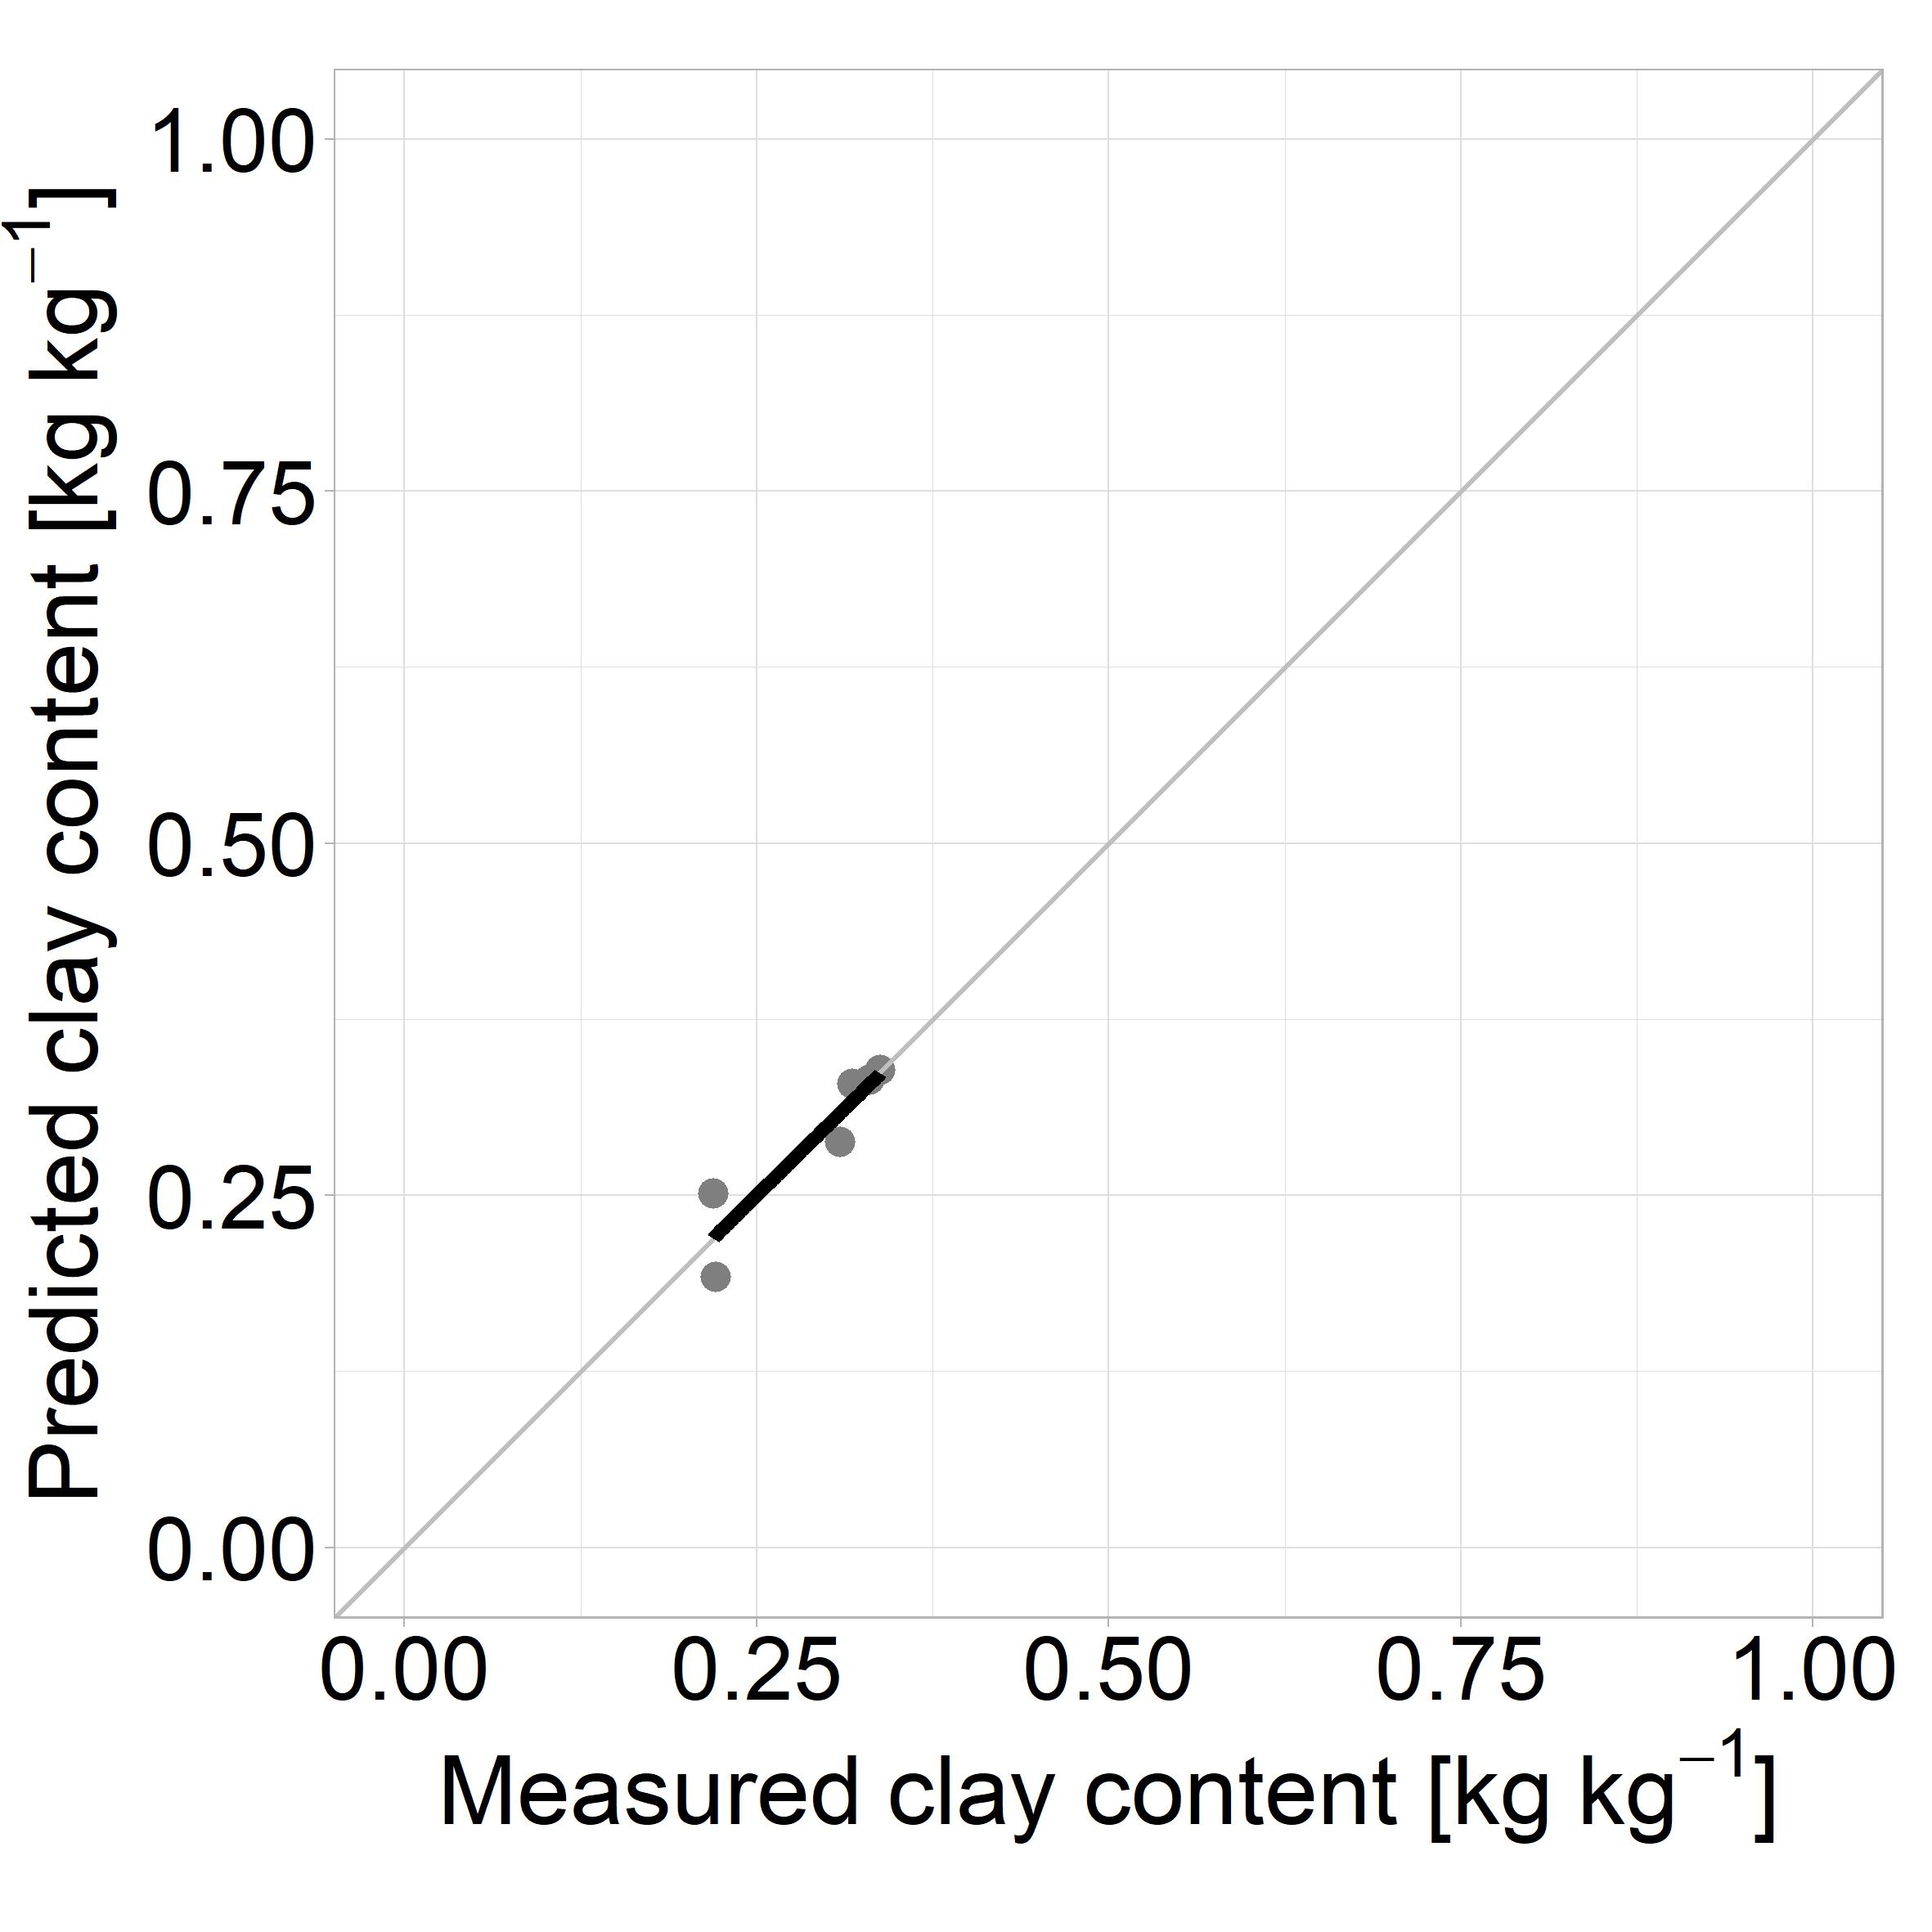 Predicted clay content [kg kg⁻¹]
1.00
0.75
0.50
0.25
0.00
0.00 0.25 0.50 0.75 1.00
Measured clay content [kg kg⁻¹]